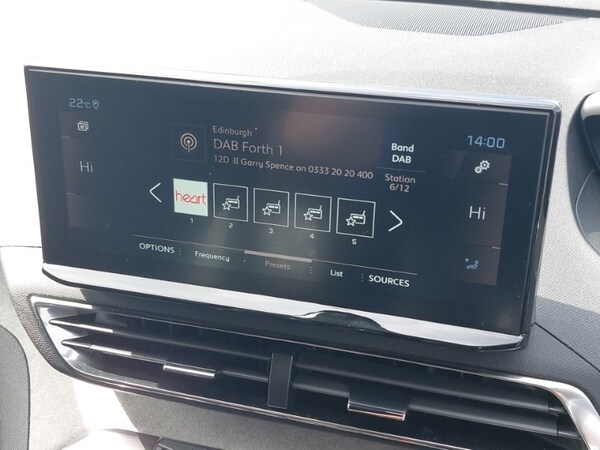 22°C
14:00
Edinburgh
DAB Forth 1
12D Garry Spence on 0333 20 20 400
Band
DAB
Station
6/12
Hi
Hi
heart
1
2
3
4
5
OPTIONS
Frequency
Presets
List
SOURCES